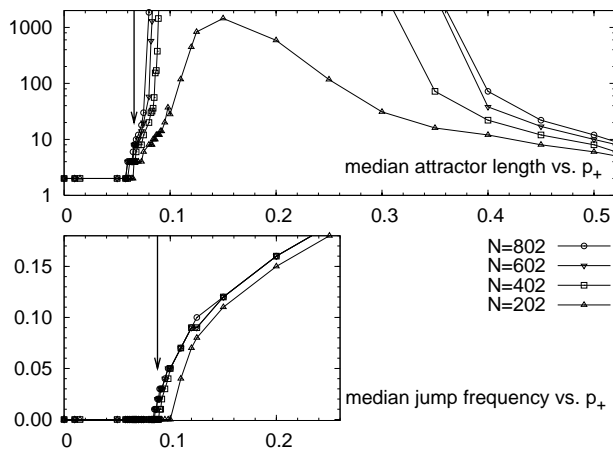 1000
100
10
1
median attractor length vs. p_+
0 0.1 0.2 0.3 0.4 0.5
0.15
0.10
0.05
0.00
0 0.1 0.2
N=802
N=602
N=402
N=202
median jump frequency vs. p_+